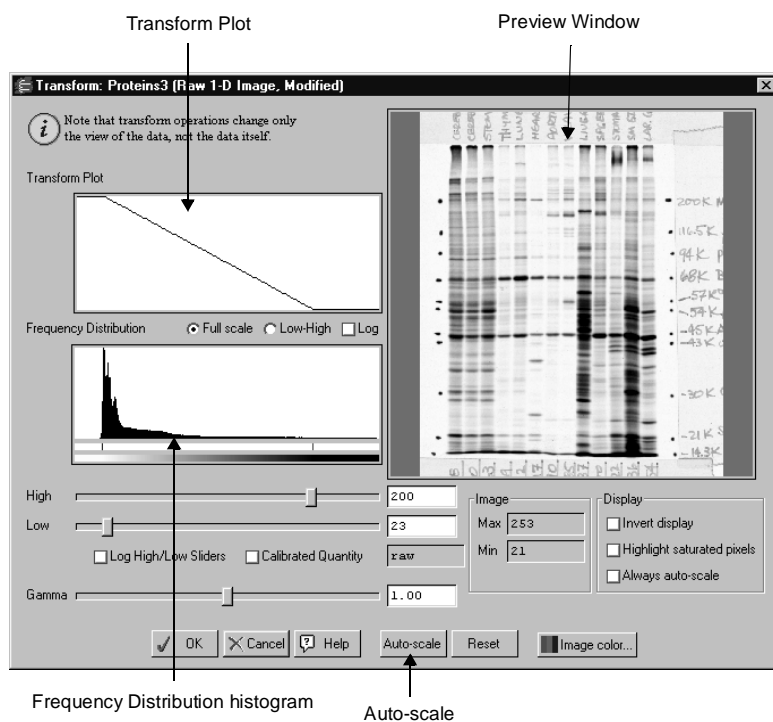 Transform Plot
Preview Window
Transform: Proteins3 (Raw 1-D Image, Modified)
Note that transform operations change only
the view of the data, not the data itself.
Transform Plot
Frequency Distribution Full scale Low-High Log
200K
116.5K
94K
68K
57K
54K
45K
43K
30K
21K
14.3K
High 200
Low 23
Log High/Low Sliders Calibrated Quantity raw
Gamma 1.00
Image
Max 253
Min 21
Display
Invert display
Highlight saturated pixels
Always auto-scale
OK Cancel Help Auto-scale Reset Image color...
Frequency Distribution histogram
Auto-scale